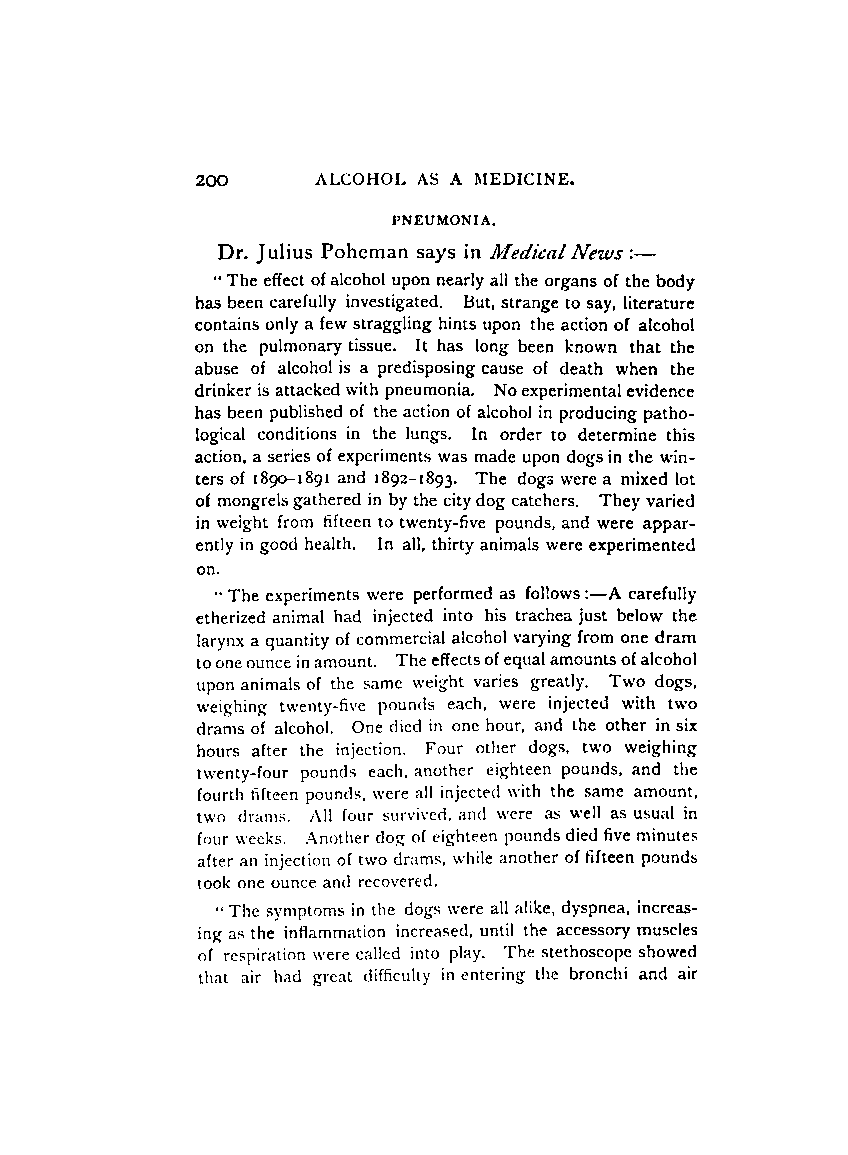 200 ALCOHOL AS A MEDICINE.
PNEUMONIA.
Dr. Julius Poheman says in Medical News :—
“ The effect of alcohol upon nearly all the organs of the body
has been carefully investigated. But, strange to say, literature
contains only a few straggling hints upon the action of alcohol
on the pulmonary tissue. It has long been known that the
abuse of alcohol is a predisposing cause of death when the
drinker is attacked with pneumonia. No experimental evidence
has been published of the action of alcohol in producing patho-
logical conditions in the lungs. In order to determine this
action, a series of experiments was made upon dogs in the win-
ters of 1890–1891 and 1892–1893. The dogs were a mixed lot
of mongrels gathered in by the city dog catchers. They varied
in weight from fifteen to twenty-five pounds, and were appar-
ently in good health. In all, thirty animals were experimented
on.
“ The experiments were performed as follows :—A carefully
etherized animal had injected into his trachea just below the
larynx a quantity of commercial alcohol varying from one dram
to one ounce in amount. The effects of equal amounts of alcohol
upon animals of the same weight varies greatly. Two dogs,
weighing twenty-five pounds each, were injected with two
drams of alcohol. One died in one hour, and the other in six
hours after the injection. Four other dogs, two weighing
twenty-four pounds each, another eighteen pounds, and the
fourth fifteen pounds, were all injected with the same amount,
two drams. All four survived, and were as well as usual in
four weeks. Another dog of eighteen pounds died five minutes
after an injection of two drams, while another of fifteen pounds
took one ounce and recovered.
“ The symptoms in the dogs were all alike, dyspnea, increas-
ing as the inflammation increased, until the accessory muscles
of respiration were called into play. The stethoscope showed
that air had great difficulty in entering the bronchi and air